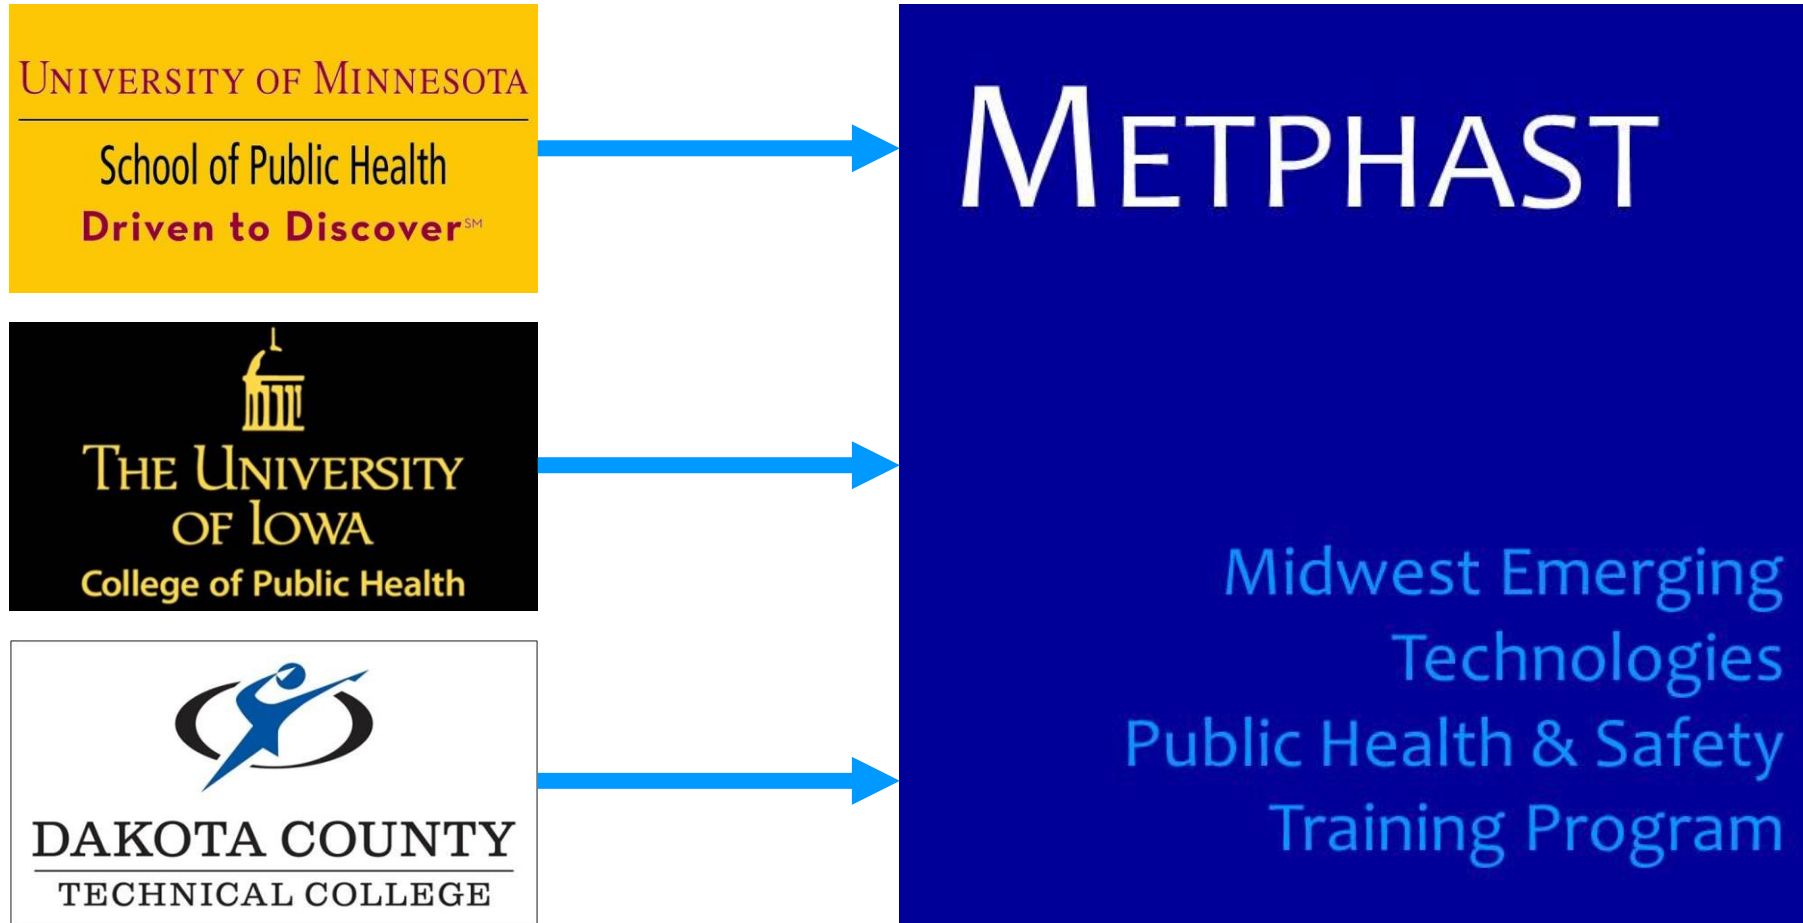 UNIVERSITY OF MINNESOTA
School of Public Health
Driven to Discover℠
THE UNIVERSITY
OF IOWA
College of Public Health
DAKOTA COUNTY
TECHNICAL COLLEGE
METPHAST
Midwest Emerging
Technologies
Public Health & Safety
Training Program